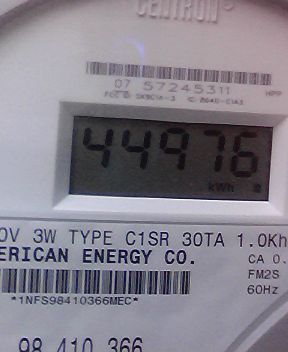 CENTRON®
07 57245311
HPP
44976
kWh
0V 3W TYPE C1SR 30TA 1.0Kh
ERICAN ENERGY CO.
CA 0.
FM2S
*1NFS98410366MEC*
60Hz
98 410 366